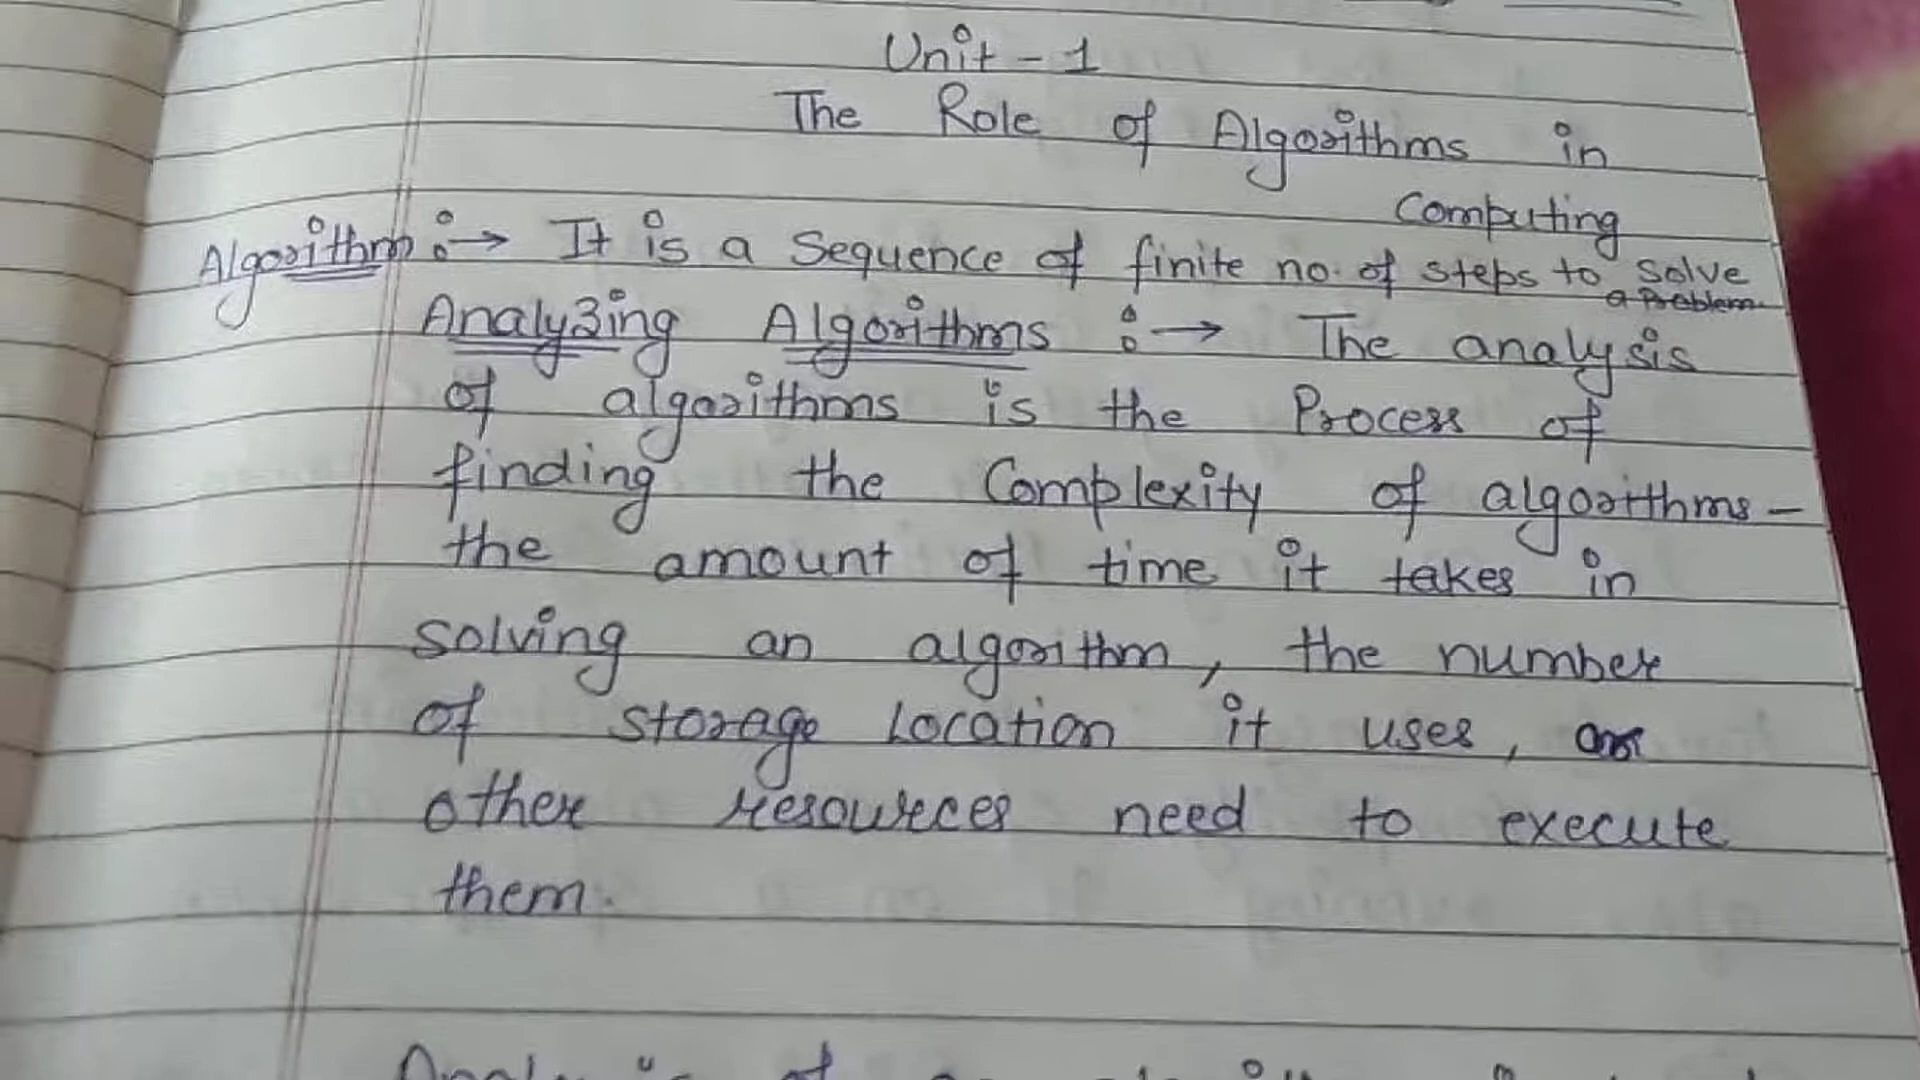 Unit - 1
The Role of Algorithms in
Computing
Algorithm :→ It is a Sequence of finite no. of steps to solve
a Problem.
Analyzing Algorithms :→ The analysis
of algorithms is the Process of
finding the Complexity of algorithms -
the amount of time it takes in
solving an algorithm, the number
of storage Location it uses, or
other resources need to execute
them.